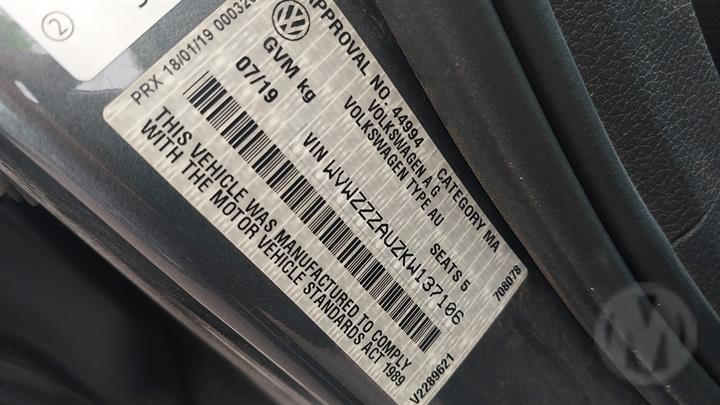 2
PRX 18/01/19
APPROVAL NO. 44994 CATEGORY MA
VOLKSWAGEN A G
VOLKSWAGEN TYPE AU SEATS 5
GVM kg
07/19
VIN WVWZZZAUZKW137106
708078
THIS VEHICLE WAS MANUFACTURED TO COMPLY
WITH THE MOTOR VEHICLE STANDARDS ACT 1989
V2289621
M